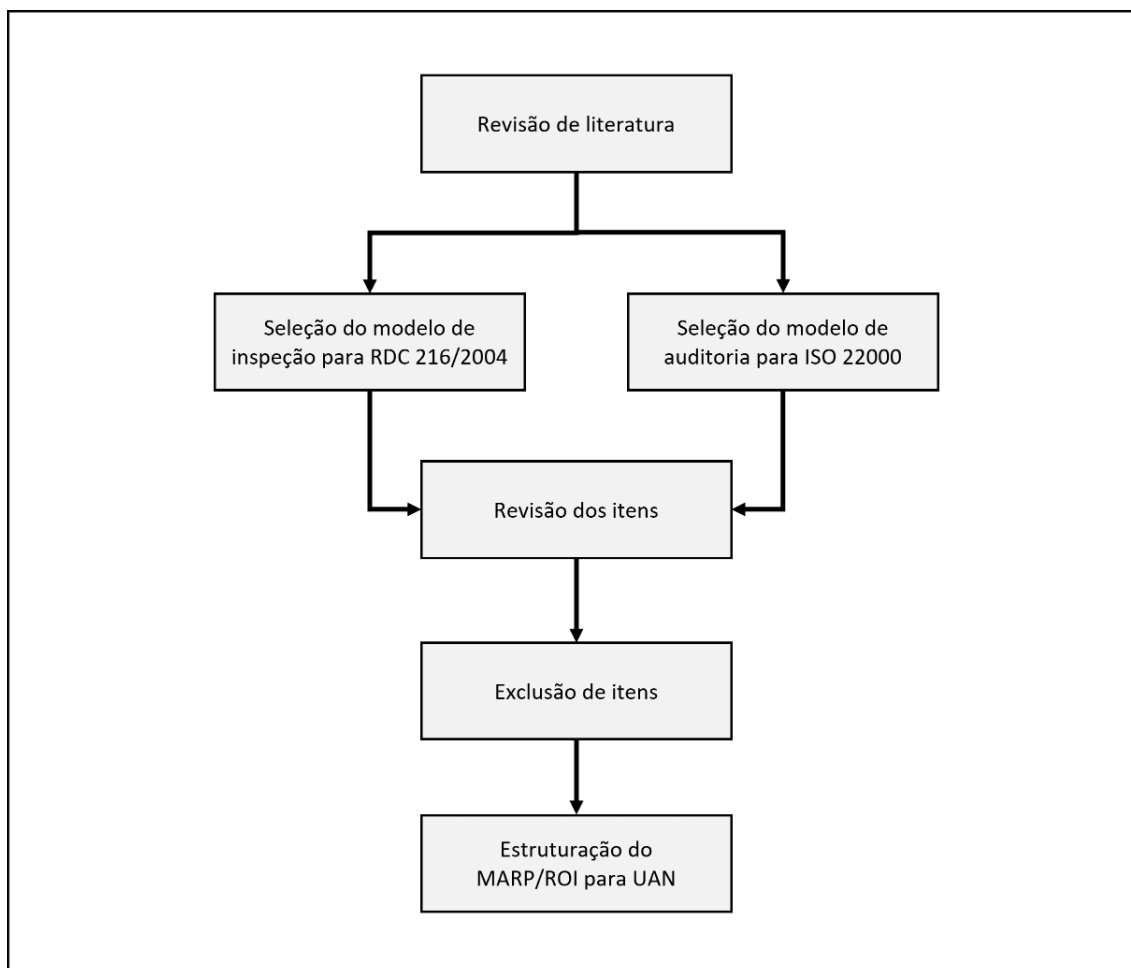 Revisão de literatura
Seleção do modelo de
inspeção para RDC 216/2004
Seleção do modelo de
auditoria para ISO 22000
Revisão dos itens
Exclusão de itens
Estruturação do
MARP/ROI para UAN